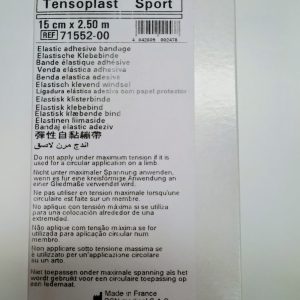 Tensoplast Sport
15 cm x 2.50 m
REF 71552-00
4 042809 002478
Elastic adhesive bandage
Elastische Klebebinde
Bande élastique adhésive
Venda elástica adhesiva
Benda elastica adesiva
Elastisch klevend windsel
Ligadura elástica adesiva com papel protector
Elastisk klisterbinda
Elastisk klebebind
Elastisk klæbende bind
Elastinen liimaside
Bandaj elastic adeziv
彈性自黏繃帶
Do not apply under maximum tension if it is
used for a circular application on a limb.
Nicht unter maximaler Spannung anwenden,
wenn es für eine kreisförmige Anwendung an
einer Gliedmaße verwendet wird.
Ne pas utiliser en tension maximale lorsqu'une
circulaire est faite sur un membre.
No aplique con tensión máxima si se utiliza
para una colocación alrededor de una
extremidad.
Não aplique com tensão máxima se for
utilizada para aplicação circular num
membro.
Non applicare sotto tensione massima se
è utilizzato per un'applicazione circolare
su un arto.
Niet toepassen onder maximale spanning als het
wordt gebruikt voor een circulaire toepassing op
een ledemaat.
Made in France